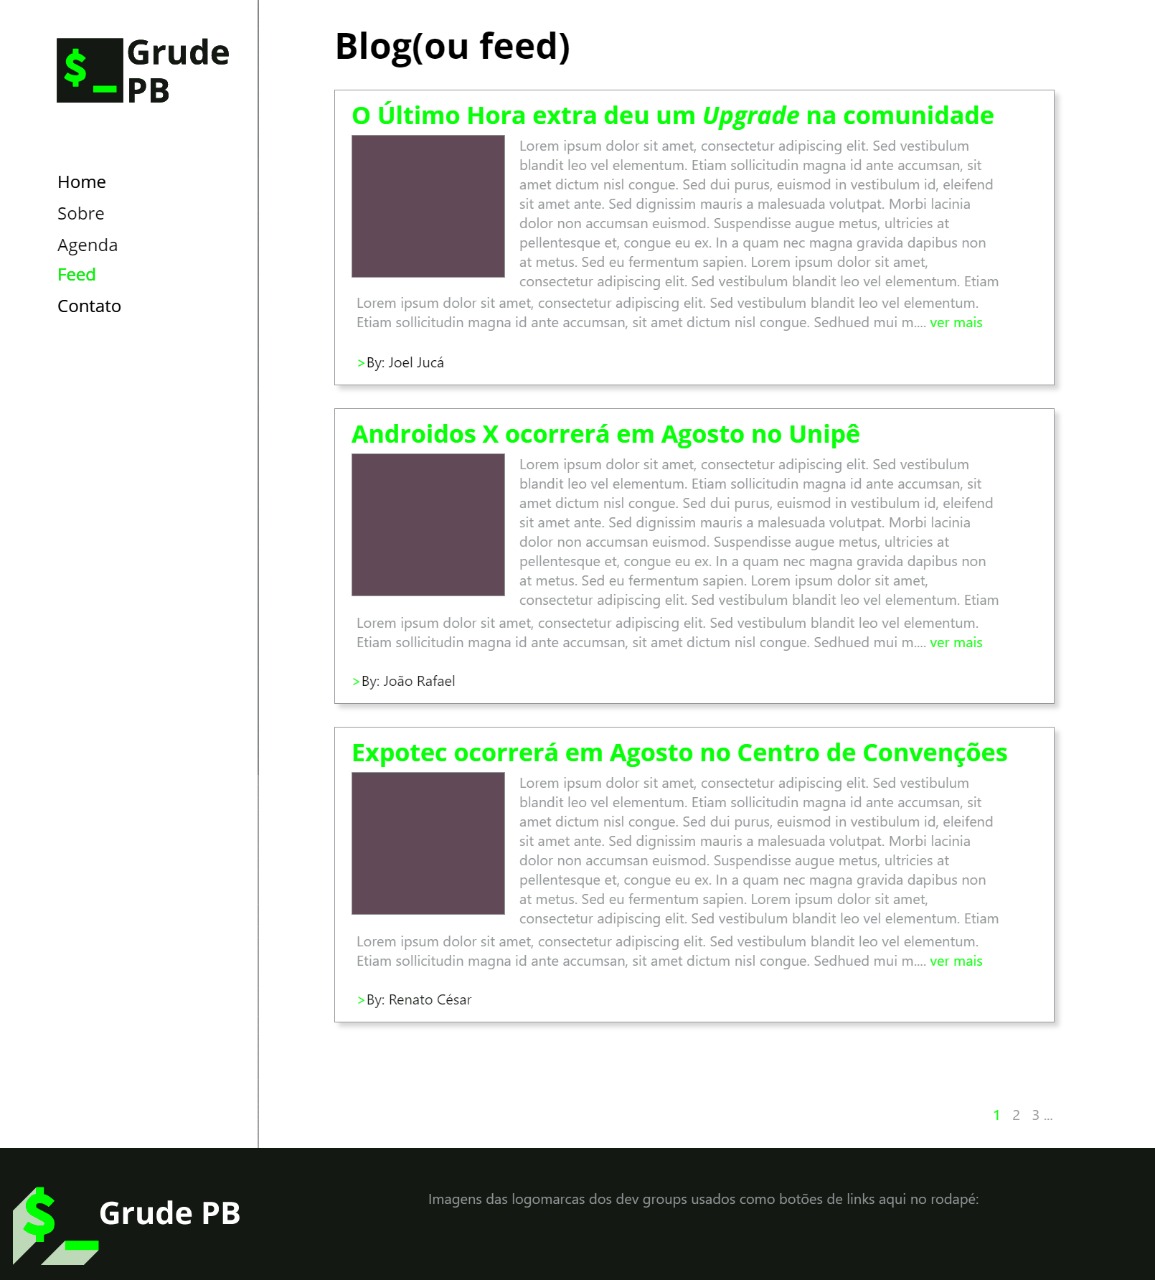 $_ Grude
PB
Home
Sobre
Agenda
Feed
Contato
Blog(ou feed)
O Último Hora extra deu um Upgrade na comunidade
Lorem ipsum dolor sit amet, consectetur adipiscing elit. Sed vestibulum
blandit leo vel elementum. Etiam sollicitudin magna id ante accumsan, sit
amet dictum nisl congue. Sed dui purus, euismod in vestibulum id, eleifend
sit amet ante. Sed dignissim mauris a malesuada volutpat. Morbi lacinia
dolor non accumsan euismod. Suspendisse augue metus, ultricies at
pellentesque et, congue eu ex. In a quam nec magna gravida dapibus non
at metus. Sed eu fermentum sapien. Lorem ipsum dolor sit amet,
consectetur adipiscing elit. Sed vestibulum blandit leo vel elementum. Etiam
Lorem ipsum dolor sit amet, consectetur adipiscing elit. Sed vestibulum blandit leo vel elementum.
Etiam sollicitudin magna id ante accumsan, sit amet dictum nisl congue. Sedhued mui m.... ver mais
>By: Joel Jucá
Androidos X ocorrerá em Agosto no Unipê
Lorem ipsum dolor sit amet, consectetur adipiscing elit. Sed vestibulum
blandit leo vel elementum. Etiam sollicitudin magna id ante accumsan, sit
amet dictum nisl congue. Sed dui purus, euismod in vestibulum id, eleifend
sit amet ante. Sed dignissim mauris a malesuada volutpat. Morbi lacinia
dolor non accumsan euismod. Suspendisse augue metus, ultricies at
pellentesque et, congue eu ex. In a quam nec magna gravida dapibus non
at metus. Sed eu fermentum sapien. Lorem ipsum dolor sit amet,
consectetur adipiscing elit. Sed vestibulum blandit leo vel elementum. Etiam
Lorem ipsum dolor sit amet, consectetur adipiscing elit. Sed vestibulum blandit leo vel elementum.
Etiam sollicitudin magna id ante accumsan, sit amet dictum nisl congue. Sedhued mui m.... ver mais
>By: João Rafael
Expotec ocorrerá em Agosto no Centro de Convenções
Lorem ipsum dolor sit amet, consectetur adipiscing elit. Sed vestibulum
blandit leo vel elementum. Etiam sollicitudin magna id ante accumsan, sit
amet dictum nisl congue. Sed dui purus, euismod in vestibulum id, eleifend
sit amet ante. Sed dignissim mauris a malesuada volutpat. Morbi lacinia
dolor non accumsan euismod. Suspendisse augue metus, ultricies at
pellentesque et, congue eu ex. In a quam nec magna gravida dapibus non
at metus. Sed eu fermentum sapien. Lorem ipsum dolor sit amet,
consectetur adipiscing elit. Sed vestibulum blandit leo vel elementum. Etiam
Lorem ipsum dolor sit amet, consectetur adipiscing elit. Sed vestibulum blandit leo vel elementum.
Etiam sollicitudin magna id ante accumsan, sit amet dictum nisl congue. Sedhued mui m.... ver mais
>By: Renato César
1 2 3 ...
$_ Grude PB
Imagens das logomarcas dos dev groups usados como botões de links aqui no rodapé: